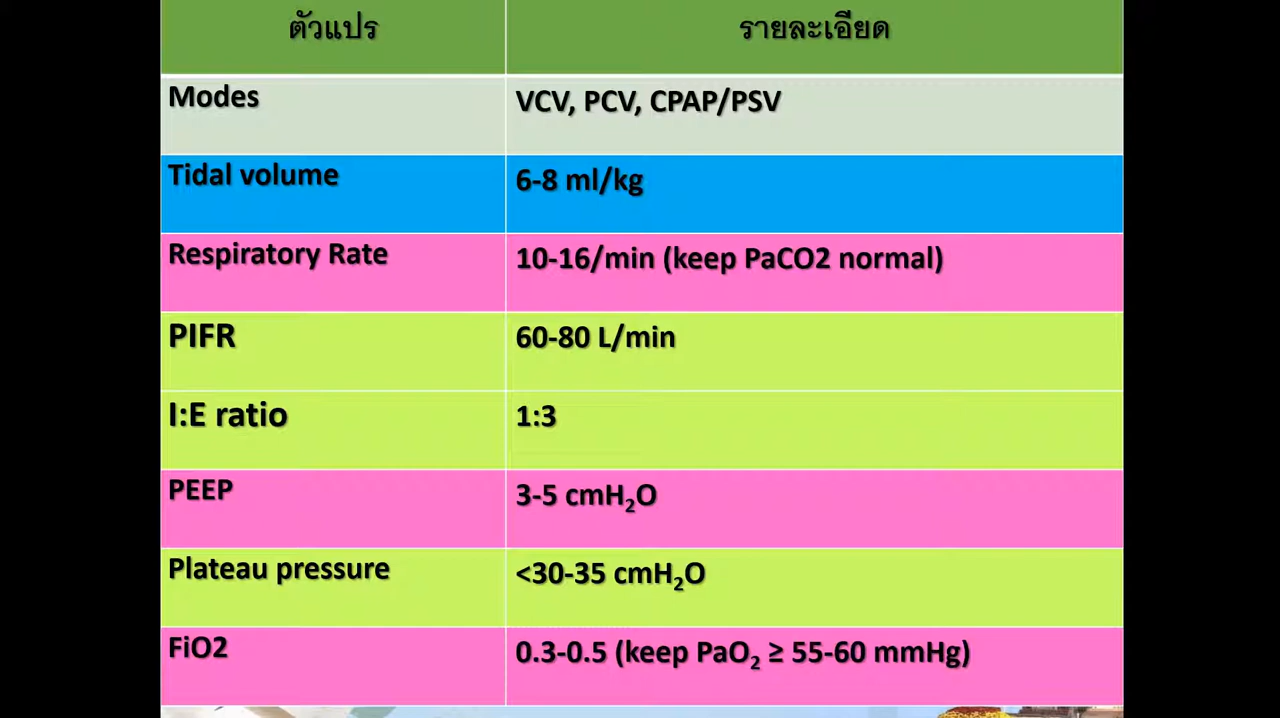 ตัวแปร
รายละเอียด
Modes
VCV, PCV, CPAP/PSV
Tidal volume
6-8 ml/kg
Respiratory Rate
10-16/min (keep PaCO2 normal)
PIFR
60-80 L/min
I:E ratio
1:3
PEEP
3-5 cmH₂O
Plateau pressure
<30-35 cmH₂O
FiO2
0.3-0.5 (keep PaO₂ ≥ 55-60 mmHg)